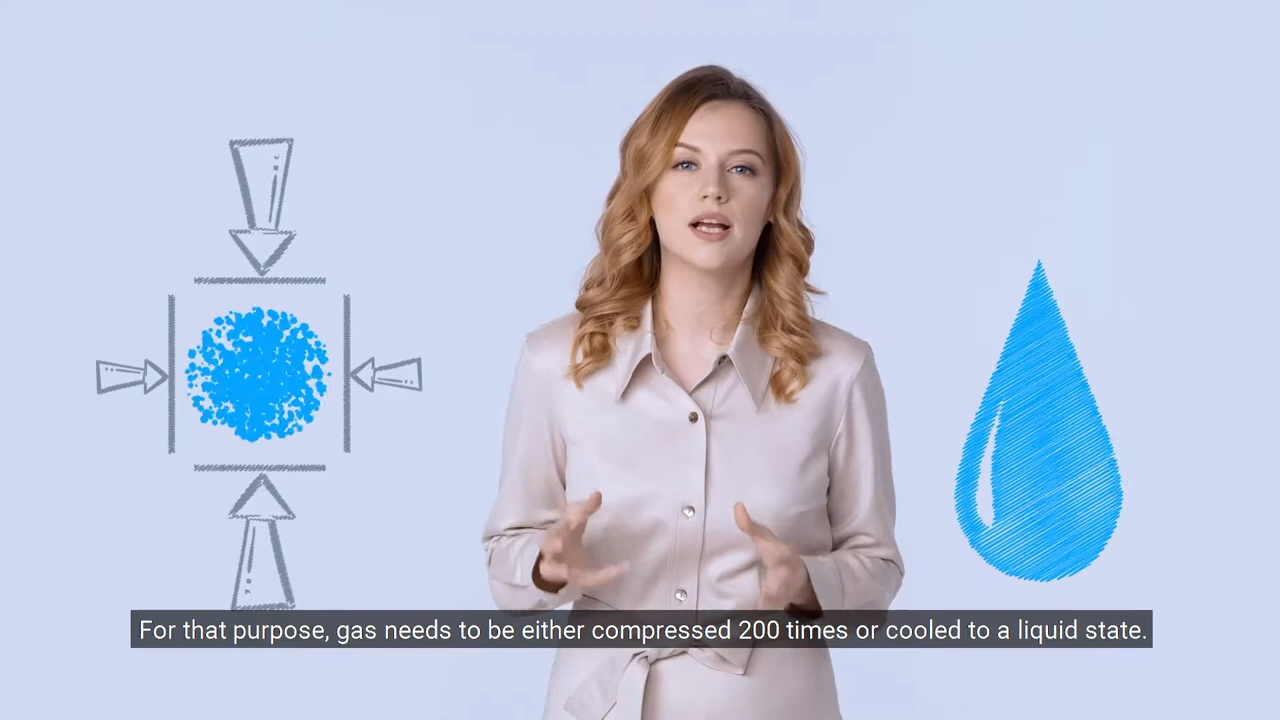 For that purpose, gas needs to be either compressed 200 times or cooled to a liquid state.